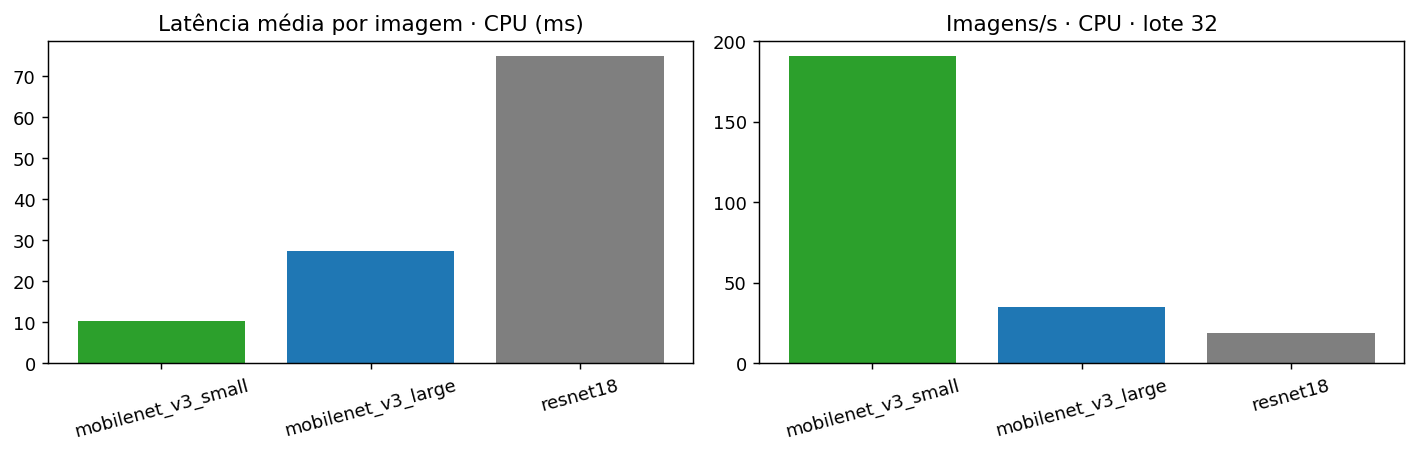 Latência média por imagem · CPU (ms)
70
60
50
40
30
20
10
0
mobilenet_v3_small
mobilenet_v3_large
resnet18
Imagens/s · CPU · lote 32
200
150
100
50
0
mobilenet_v3_small
mobilenet_v3_large
resnet18